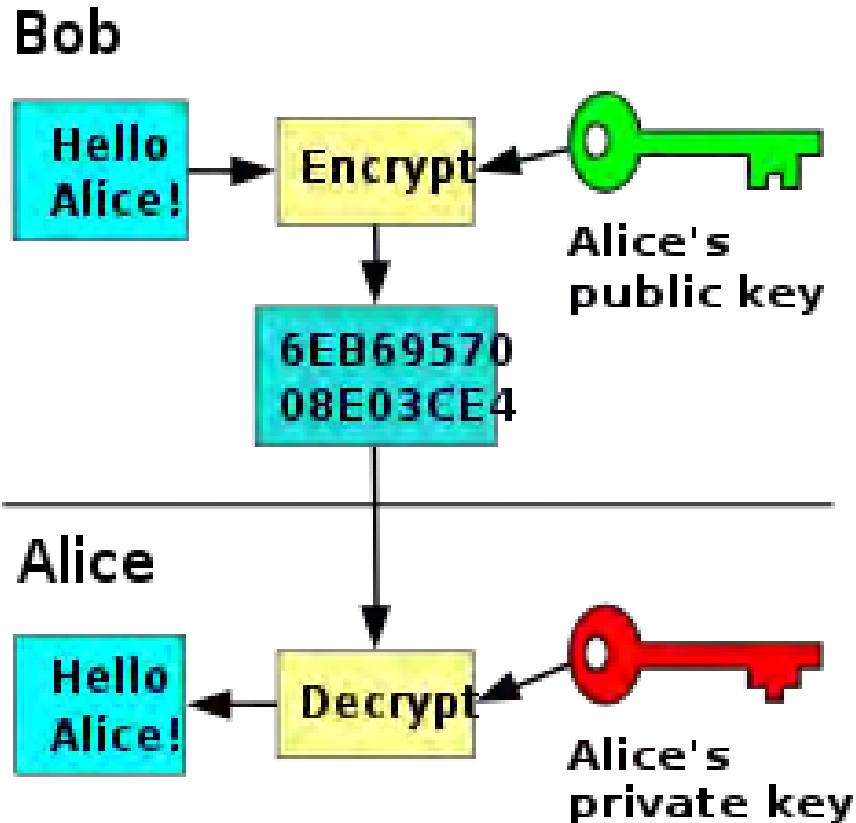 Bob
Hello
Alice!
Encrypt
Alice's
public key
6EB69570
08E03CE4
Alice
Hello
Alice!
Decrypt
Alice's
private key